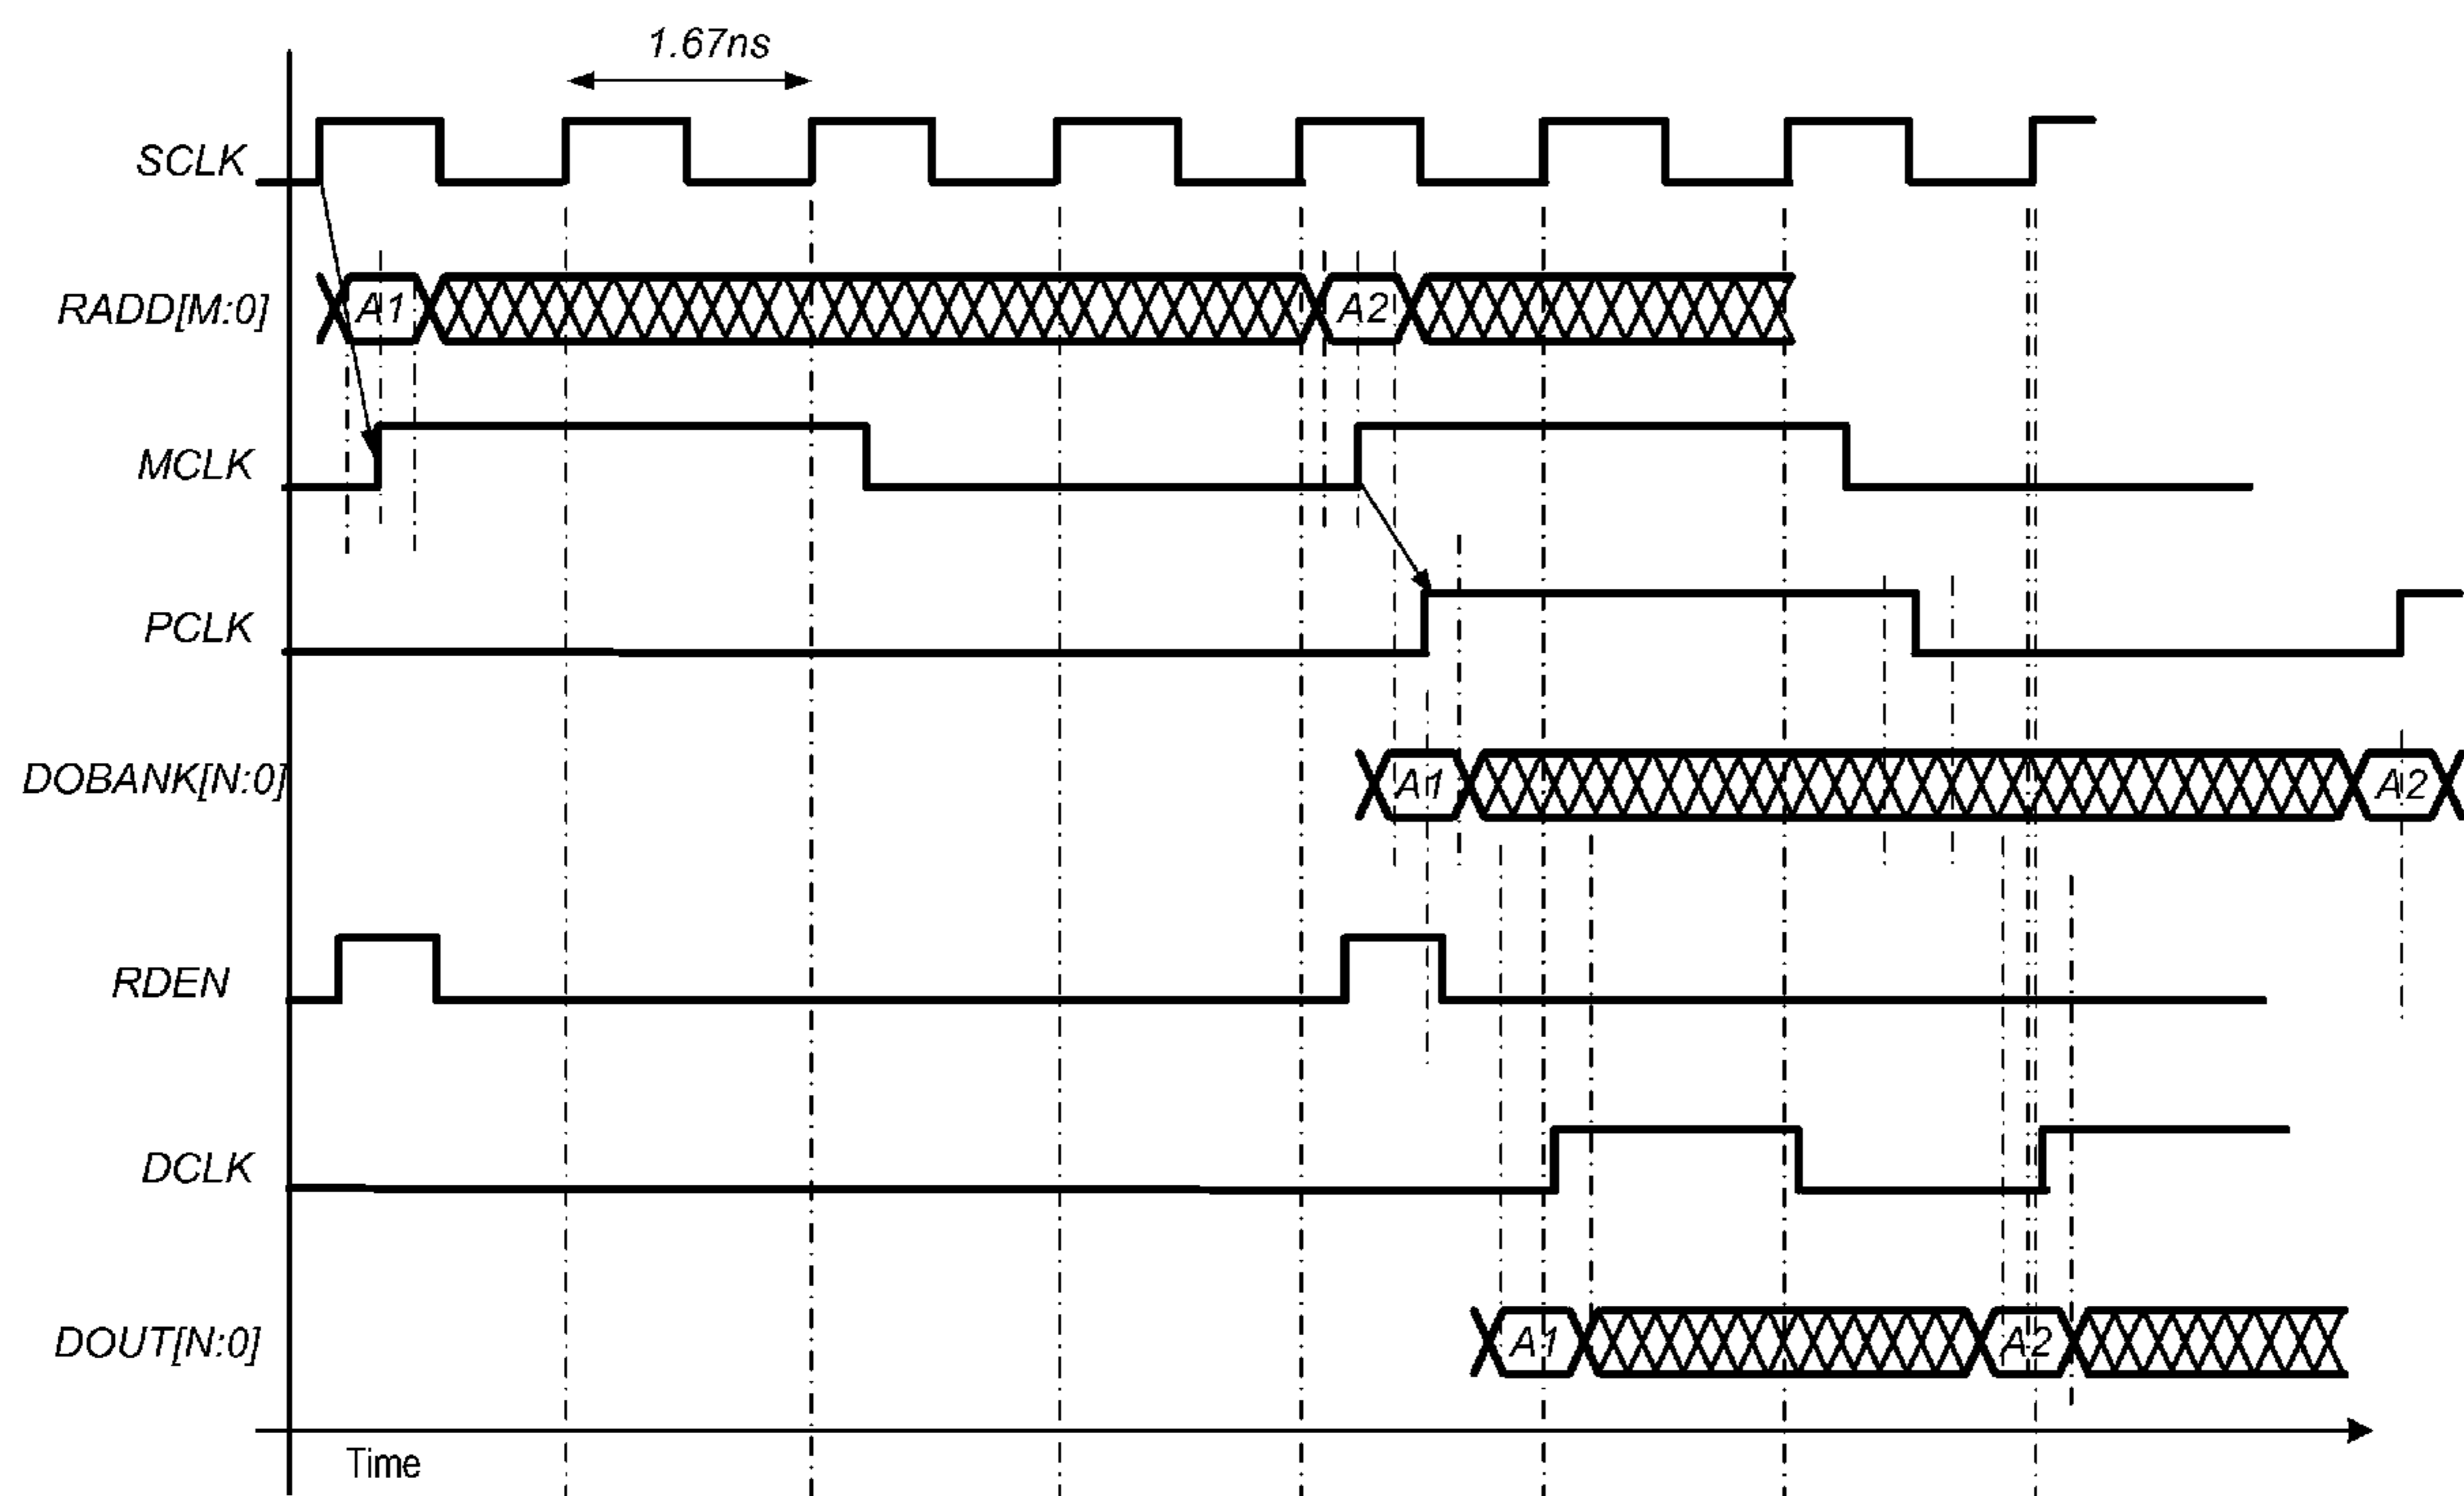 1.67ns
SCLK
RADD[M:0]
A1
A2
MCLK
PCLK
DOBANK[N:0]
A1
A2
RDEN
DCLK
DOUT[N:0]
A1
A2
Time